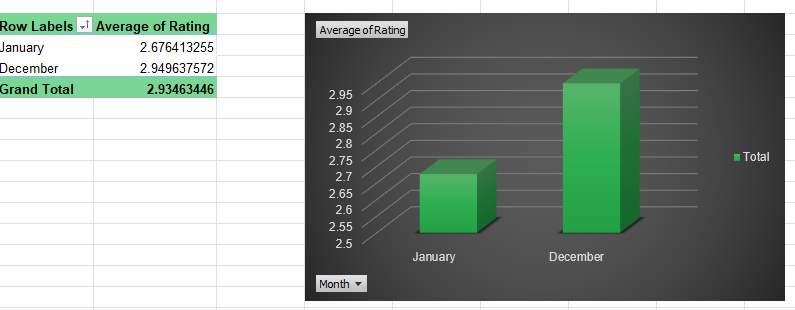 Row Labels Average of Rating
January 2.676413255
December 2.949637572
Grand Total 2.93463446
Average of Rating
2.95
2.9
2.85
2.8
2.75
2.7
2.65
2.6
2.55
2.5
January December
Total
Month